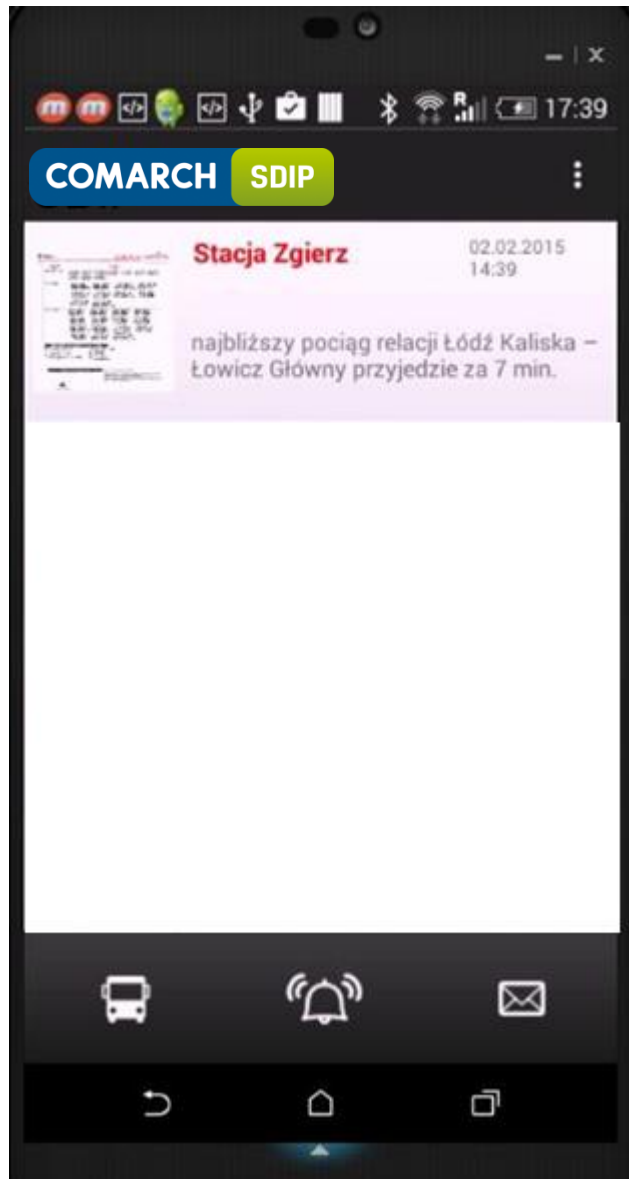 17:39
COMARCH SDIP
Stacja Zgierz
02.02.2015
14:39
najbliższy pociąg relacji Łódź Kaliska –
Łowicz Główny przyjedzie za 7 min.